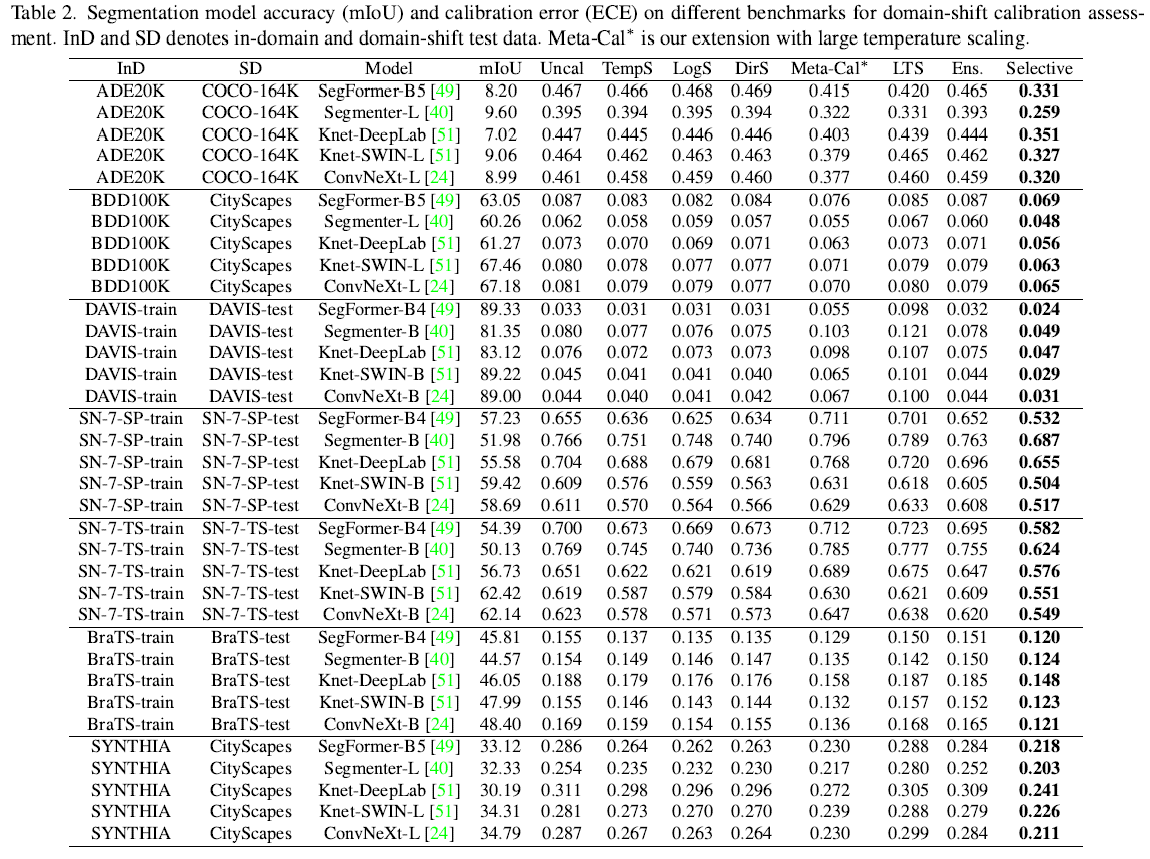 Table 2. Segmentation model accuracy (mIoU) and calibration error (ECE) on different benchmarks for domain-shift calibration assess-
ment. InD and SD denotes in-domain and domain-shift test data. Meta-Cal* is our extension with large temperature scaling.
InD SD Model mIoU Uncal TempS LogS DirS Meta-Cal* LTS Ens. Selective
ADE20K COCO-164K SegFormer-B5 [49] 8.20 0.467 0.466 0.468 0.469 0.415 0.420 0.465 0.331
ADE20K COCO-164K Segmenter-L [40] 9.60 0.395 0.394 0.395 0.394 0.322 0.331 0.393 0.259
ADE20K COCO-164K Knet-DeepLab [51] 7.02 0.447 0.445 0.446 0.446 0.403 0.439 0.444 0.351
ADE20K COCO-164K Knet-SWIN-L [51] 9.06 0.464 0.462 0.463 0.463 0.379 0.465 0.462 0.327
ADE20K COCO-164K ConvNeXt-L [24] 8.99 0.461 0.458 0.459 0.460 0.377 0.460 0.459 0.320
BDD100K CityScapes SegFormer-B5 [49] 63.05 0.087 0.083 0.082 0.084 0.076 0.085 0.087 0.069
BDD100K CityScapes Segmenter-L [40] 60.26 0.062 0.058 0.059 0.057 0.055 0.067 0.060 0.048
BDD100K CityScapes Knet-DeepLab [51] 61.27 0.073 0.070 0.069 0.071 0.063 0.073 0.071 0.056
BDD100K CityScapes Knet-SWIN-L [51] 67.46 0.080 0.078 0.077 0.077 0.071 0.079 0.079 0.063
BDD100K CityScapes ConvNeXt-L [24] 67.18 0.081 0.079 0.079 0.077 0.070 0.080 0.079 0.065
DAVIS-train DAVIS-test SegFormer-B4 [49] 89.33 0.033 0.031 0.031 0.031 0.055 0.098 0.032 0.024
DAVIS-train DAVIS-test Segmenter-B [40] 81.35 0.080 0.077 0.076 0.075 0.103 0.121 0.078 0.049
DAVIS-train DAVIS-test Knet-DeepLab [51] 83.12 0.076 0.072 0.073 0.073 0.098 0.107 0.075 0.047
DAVIS-train DAVIS-test Knet-SWIN-B [51] 89.22 0.045 0.041 0.041 0.040 0.065 0.101 0.044 0.029
DAVIS-train DAVIS-test ConvNeXt-B [24] 89.00 0.044 0.040 0.041 0.042 0.067 0.100 0.044 0.031
SN-7-SP-train SN-7-SP-test SegFormer-B4 [49] 57.23 0.655 0.636 0.625 0.634 0.711 0.701 0.652 0.532
SN-7-SP-train SN-7-SP-test Segmenter-B [40] 51.98 0.766 0.751 0.748 0.740 0.796 0.789 0.763 0.687
SN-7-SP-train SN-7-SP-test Knet-DeepLab [51] 55.58 0.704 0.688 0.679 0.681 0.768 0.720 0.696 0.655
SN-7-SP-train SN-7-SP-test Knet-SWIN-B [51] 59.42 0.609 0.576 0.559 0.563 0.631 0.618 0.605 0.504
SN-7-SP-train SN-7-SP-test ConvNeXt-B [24] 58.69 0.611 0.570 0.564 0.566 0.629 0.633 0.608 0.517
SN-7-TS-train SN-7-TS-test SegFormer-B4 [49] 54.39 0.700 0.673 0.669 0.673 0.712 0.723 0.695 0.582
SN-7-TS-train SN-7-TS-test Segmenter-B [40] 50.13 0.769 0.745 0.740 0.736 0.785 0.777 0.755 0.624
SN-7-TS-train SN-7-TS-test Knet-DeepLab [51] 56.73 0.651 0.622 0.621 0.619 0.689 0.675 0.647 0.576
SN-7-TS-train SN-7-TS-test Knet-SWIN-B [51] 62.42 0.619 0.587 0.579 0.584 0.630 0.621 0.609 0.551
SN-7-TS-train SN-7-TS-test ConvNeXt-B [24] 62.14 0.623 0.578 0.571 0.573 0.647 0.638 0.620 0.549
BraTS-train BraTS-test SegFormer-B4 [49] 45.81 0.155 0.137 0.135 0.135 0.129 0.150 0.151 0.120
BraTS-train BraTS-test Segmenter-B [40] 44.57 0.154 0.149 0.146 0.147 0.135 0.142 0.150 0.124
BraTS-train BraTS-test Knet-DeepLab [51] 46.05 0.188 0.179 0.176 0.176 0.158 0.187 0.185 0.148
BraTS-train BraTS-test Knet-SWIN-B [51] 47.99 0.155 0.146 0.143 0.144 0.132 0.157 0.152 0.123
BraTS-train BraTS-test ConvNeXt-B [24] 48.40 0.169 0.159 0.154 0.155 0.136 0.168 0.165 0.121
SYNTHIA CityScapes SegFormer-B5 [49] 33.12 0.286 0.264 0.262 0.263 0.230 0.288 0.284 0.218
SYNTHIA CityScapes Segmenter-L [40] 32.33 0.254 0.235 0.232 0.230 0.217 0.280 0.252 0.203
SYNTHIA CityScapes Knet-DeepLab [51] 30.19 0.311 0.298 0.296 0.296 0.272 0.305 0.309 0.241
SYNTHIA CityScapes Knet-SWIN-L [51] 34.31 0.281 0.273 0.270 0.270 0.239 0.288 0.279 0.226
SYNTHIA CityScapes ConvNeXt-L [24] 34.79 0.287 0.267 0.263 0.264 0.230 0.299 0.284 0.211